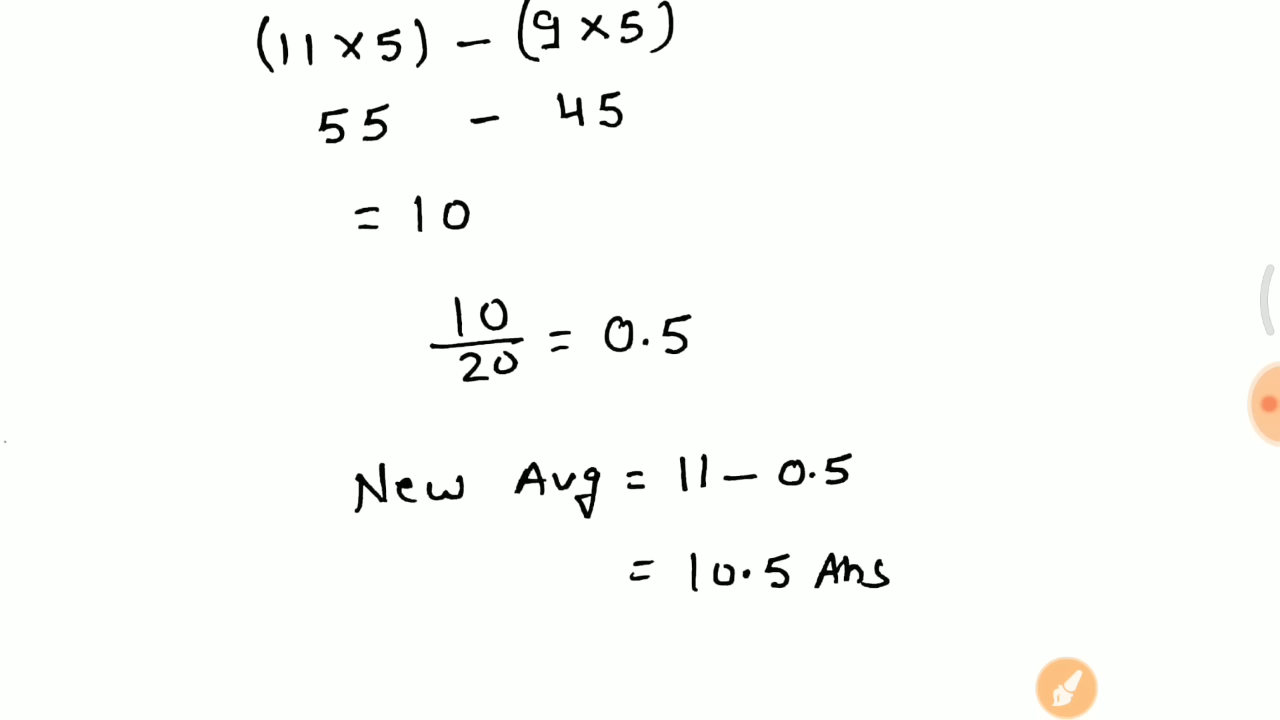 (11 × 5) - (9 × 5)
55 - 45
= 10
10/20 = 0.5
New Avg = 11 - 0.5
= 10.5 Ans